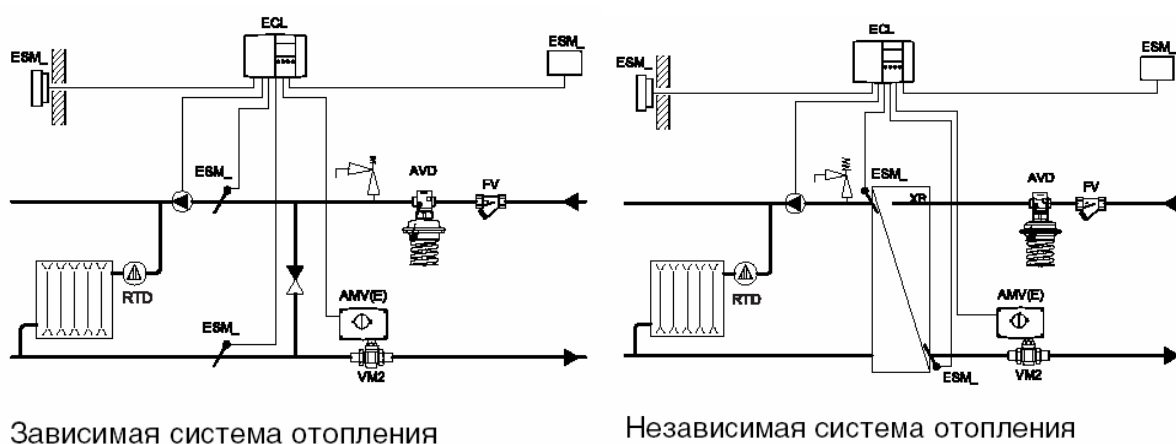 ECL
ESM_
ESM_
ESM_
AVD
FV
RTD
AMV(E)
ESM_
VM2
Зависимая система отопления
ECL
ESM_
ESM_
ESM_
AVD
FV
XB
RTD
AMV(E)
ESM_
VM2
Независимая система отопления